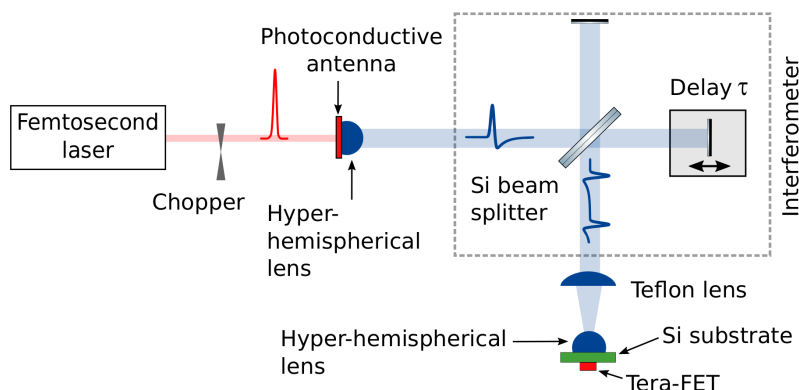 Photoconductive
antenna
Femtosecond
laser
Chopper
Hyper-
hemispherical
lens
Si beam
splitter
Delay τ
Interferometer
Teflon lens
Hyper-hemispherical
lens
Si substrate
Tera-FET